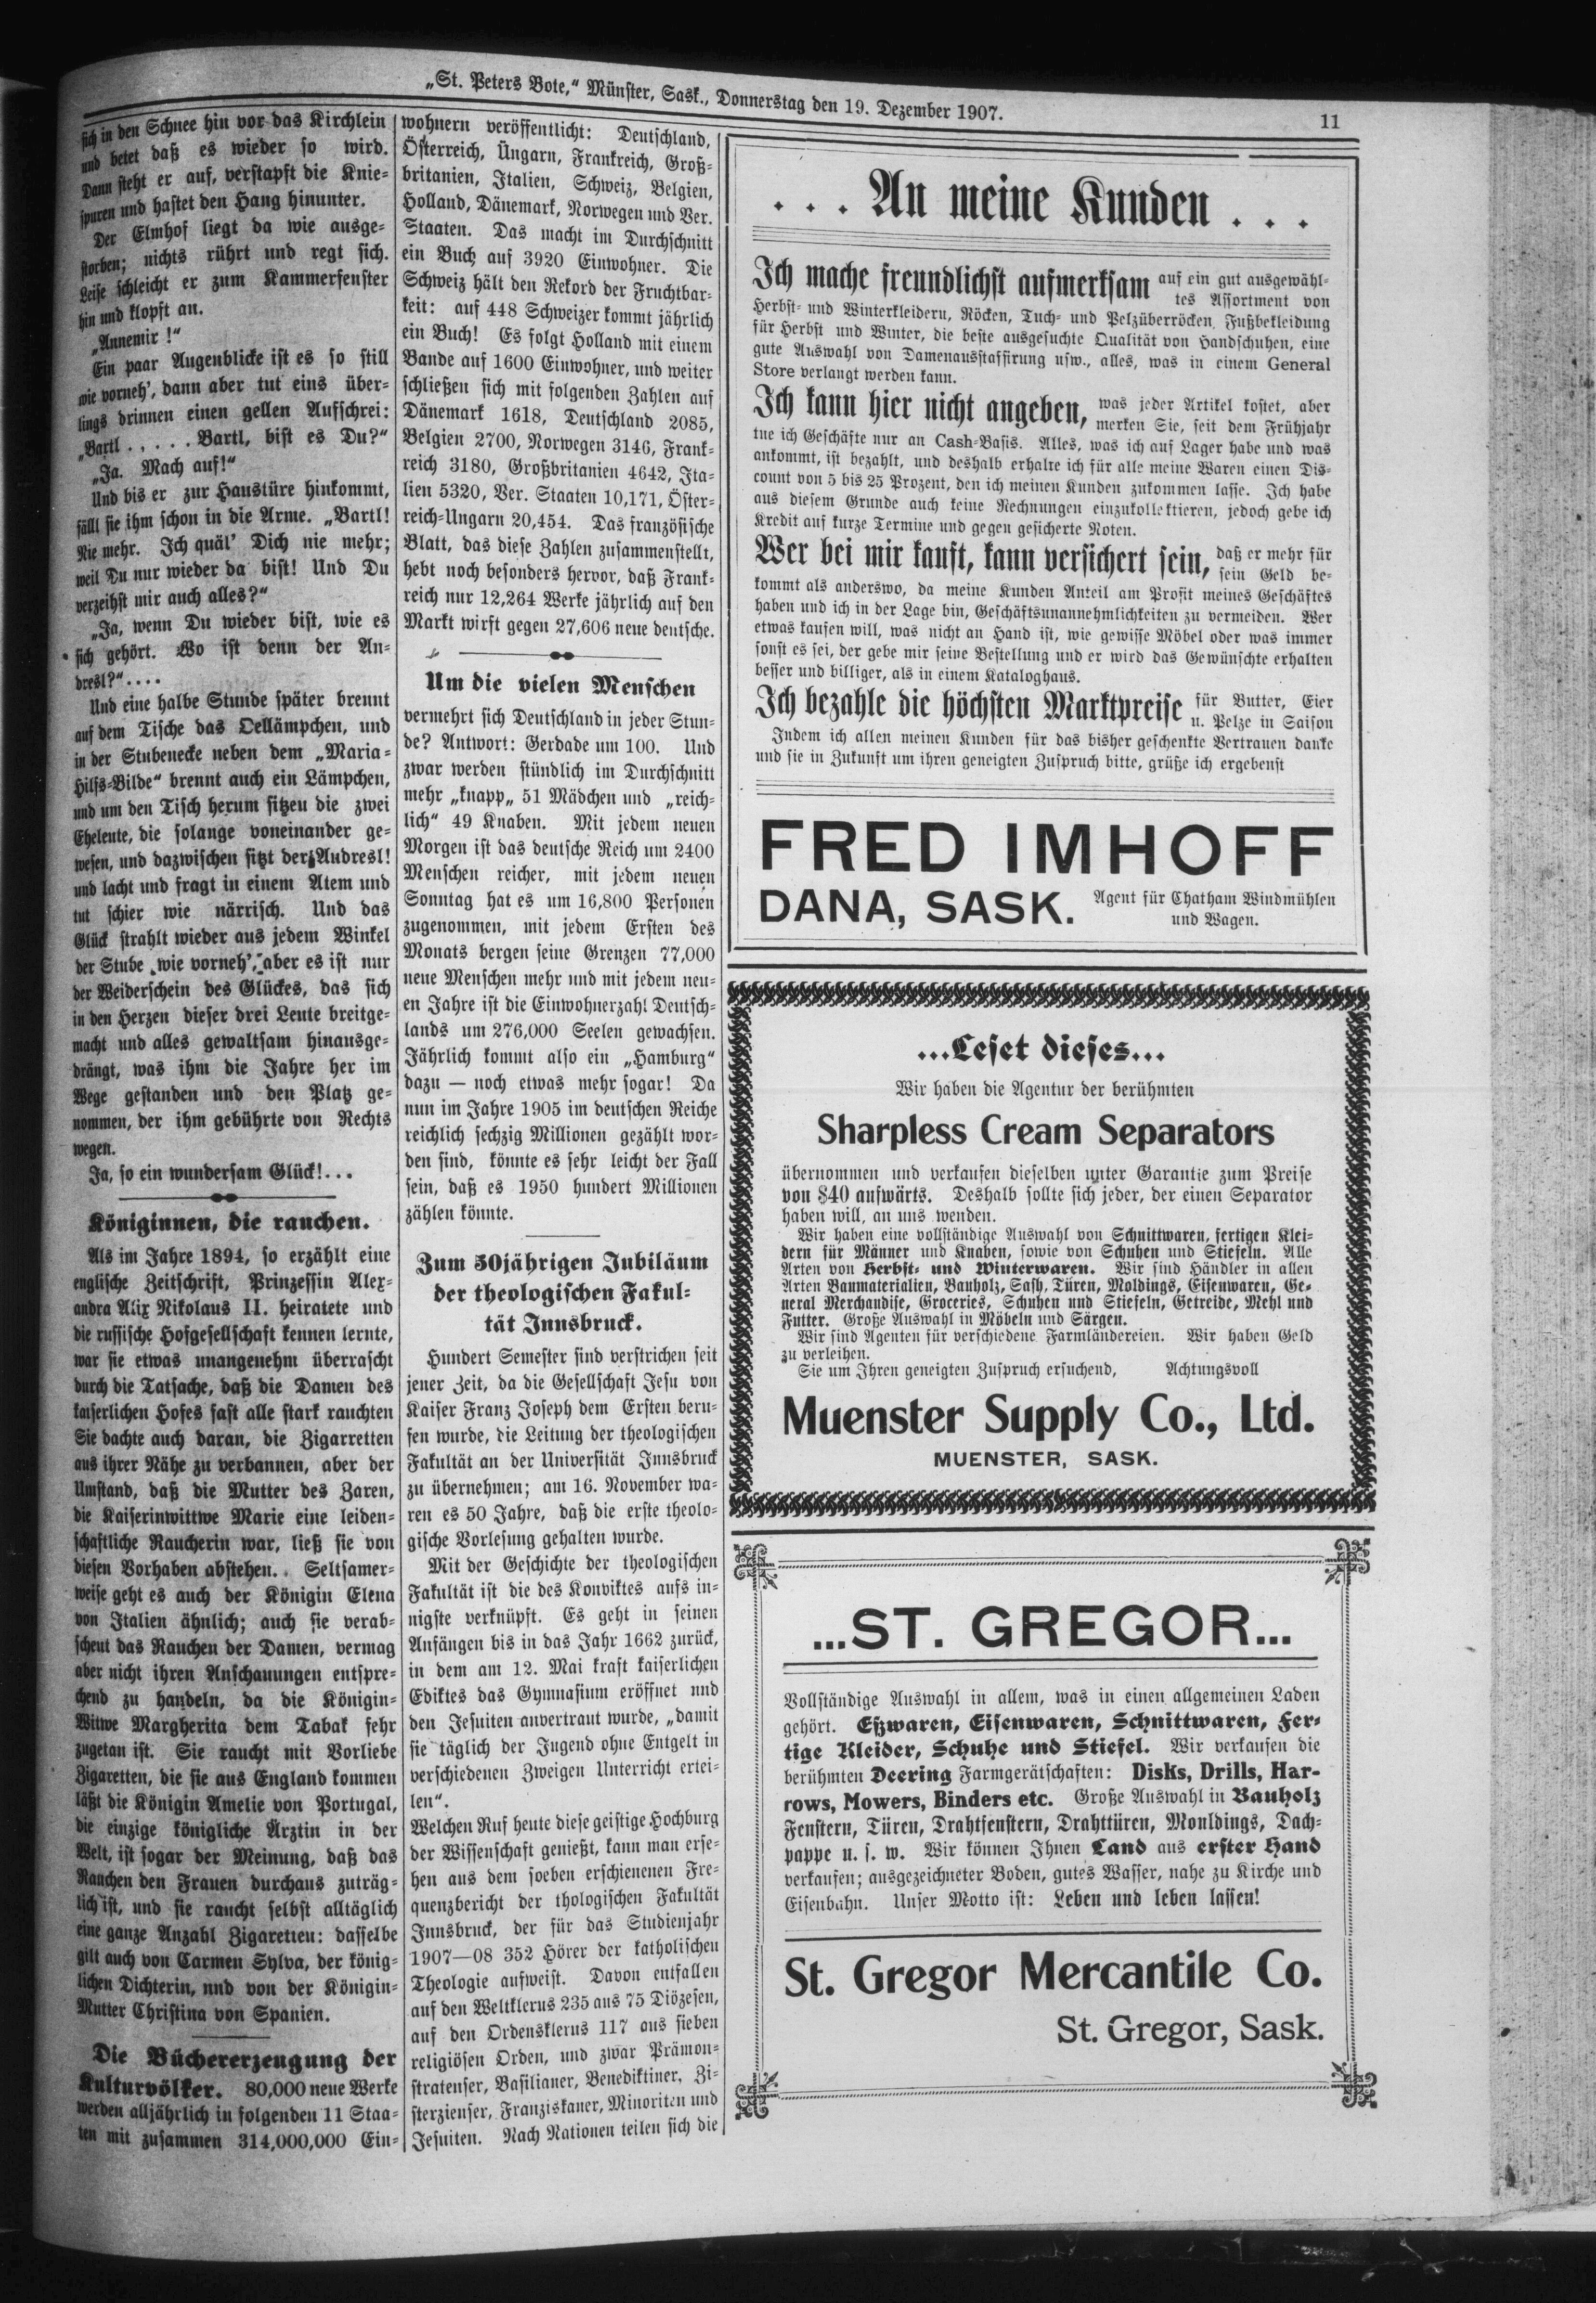 „St. Peters Bote,“ Münster, Sask., Donnerstag den 19. Dezember 1907.
11
sich in den Schnee hin vor das Kirchlein
und betet daß es wieder so wird.
Dann steht er auf, verstapft die Knie-
spuren und hastet den Hang hinunter.
Der Elmhof liegt da wie ausge-
storben; nichts rührt und regt sich.
Leise schleicht er zum Kammerfenster
hin und klopft an.
„Annemir !“
Ein paar Augenblicke ist es so still
wie vorneh', dann aber tut eins über-
lings drinnen einen gellen Aufschrei:
„Bartl . . . . . Bartl, bist es Du?“
„Ja. Mach auf!“
Und bis er zur Haustüre hinkommt,
fällt sie ihm schon in die Arme. „Bartl!
Nie mehr. Ich quäl' Dich nie mehr;
weil Du nur wieder da bist! Und Du
verzeihst mir auch alles?“
„Ja, wenn Du wieder bist, wie es
sich gehört. Wo ist denn der An-
dresl?“....
Und eine halbe Stunde später brennt
auf dem Tische das Oellämpchen, und
in der Stubenecke neben dem „Maria-
Hilfs-Bilde“ brennt auch ein Lämpchen,
und um den Tisch herum sitzen die zwei
Eheleute, die solange voneinander ge-
wesen, und dazwischen sitzt der Andresl!
und lacht und fragt in einem Atem und
tut schier wie närrisch. Und das
Glück strahlt wieder aus jedem Winkel
der Stube „wie vorneh',“ aber es ist nur
der Weiderschein des Glückes, das sich
in den Herzen dieser drei Leute breitge-
macht und alles gewaltsam hinausge-
drängt, was ihm die Jahre her im
Wege gestanden und den Platz ge-
nommen, der ihm gebührte von Rechts
wegen.
Ja, so ein wundersam Glück!...
Königinnen, die rauchen.
Als im Jahre 1894, so erzählt eine
englische Zeitschrift, Prinzessin Alex-
andra Alix Nikolaus II. heiratete und
die russische Hofgesellschaft kennen lernte,
war sie etwas unangenehm überrascht
durch die Tatsache, daß die Damen des
kaiserlichen Hofes fast alle stark rauchten
Sie dachte auch daran, die Zigarretten
aus ihrer Nähe zu verbannen, aber der
Umstand, daß die Mutter des Zaren,
die Kaiserinwittwe Marie eine leiden-
schaftliche Raucherin war, ließ sie von
diesen Vorhaben abstehen. Seltsamer-
weise geht es auch der Königin Elena
von Italien ähnlich; auch sie verab-
scheut das Rauchen der Damen, vermag
aber nicht ihren Anschauungen entspre-
chend zu handeln, da die Königin-
Witwe Margherita dem Tabak sehr
zugetan ist. Sie raucht mit Vorliebe
Zigaretten, die sie aus England kommen
läßt die Königin Amelie von Portugal,
die einzige königliche Ärztin in der
Welt, ist sogar der Meinung, daß das
Rauchen den Frauen durchaus zuträg-
lich ist, und sie raucht selbst alltäglich
eine ganze Anzahl Zigaretten: dasselbe
gilt auch von Carmen Sylva, der könig-
lichen Dichterin, nnd von der Königin-
Mutter Christina von Spanien.
Die Büchererzeugung der
Kulturvölker. 80,000 neue Werke
werden alljährlich in folgenden 11 Staa-
ten mit zusammen 314,000,000 Ein-
wohnern veröffentlicht: Deutschland,
Österreich, Ungarn, Frankreich, Groß-
britanien, Italien, Schweiz, Belgien,
Holland, Dänemark, Norwegen und Ver.
Staaten. Das macht im Durchschnitt
ein Buch auf 3920 Einwohner. Die
Schweiz hält den Rekord der Fruchtbar-
keit: auf 448 Schweizer kommt jährlich
ein Buch! Es folgt Holland mit einem
Bande auf 1600 Einwohner, und weiter
schließen sich mit folgenden Zahlen auf
Dänemark 1618, Deutschland 2085,
Belgien 2700, Norwegen 3146, Frank-
reich 3180, Großbritanien 4642, Ita-
lien 5320, Ver. Staaten 10,171, Öster-
reich-Ungarn 20,454. Das französische
Blatt, das diese Zahlen zusammenstellt,
hebt noch besonders hervor, daß Frank-
reich nur 12,264 Werke jährlich auf den
Markt wirft gegen 27,606 neue deutsche.
Um die vielen Menschen
vermehrt sich Deutschland in jeder Stun-
de? Antwort: Gerdade um 100. Und
zwar werden stündlich im Durchschnitt
mehr „knapp„ 51 Mädchen und „reich-
lich“ 49 Knaben. Mit jedem neuen
Morgen ist das deutsche Reich um 2400
Menschen reicher, mit jedem neuen
Sonntag hat es um 16,800 Personen
zugenommen, mit jedem Ersten des
Monats bergen seine Grenzen 77,000
neue Menschen mehr und mit jedem neu-
en Jahre ist die Einwohnerzahl Deutsch-
lands um 276,000 Seelen gewachsen.
Jährlich kommt also ein „Hamburg“
dazu — noch etwas mehr sogar! Da
nun im Jahre 1905 im deutschen Reiche
reichlich sechzig Millionen gezählt wor-
den sind, könnte es sehr leicht der Fall
sein, daß es 1950 hundert Millionen
zählen könnte.
Zum 50jährigen Jubiläum
der theologischen Fakul-
tät Innsbruck.
Hundert Semester sind verstrichen seit
jener Zeit, da die Gesellschaft Jesu von
Kaiser Franz Joseph dem Ersten beru-
fen wurde, die Leitung der theologischen
Fakultät an der Universität Innsbruck
zu übernehmen; am 16. November wa-
ren es 50 Jahre, daß die erste theolo-
gische Vorlesung gehalten wurde.
Mit der Geschichte der theologischen
Fakultät ist die des Konviktes aufs in-
nigste verknüpft. Es geht in seinen
Anfängen bis in das Jahr 1662 zurück,
in dem am 12. Mai kraft kaiserlichen
Ediktes das Gymnasium eröffnet und
den Jesuiten anvertraut wurde, „damit
sie täglich der Jugend ohne Entgelt in
verschiedenen Zweigen Unterricht ertei-
len“.
Welchen Ruf heute diese geistige Hochburg
der Wissenschaft genießt, kann man erse-
hen aus dem soeben erschienenen Fre-
quenzbericht der thologischen Fakultät
Innsbruck, der für das Studienjahr
1907—08 352 Hörer der katholischen
Theologie aufweist. Davon entfallen
auf den Weltklerus 235 aus 75 Diözesen,
auf den Ordensklerus 117 aus sieben
religiösen Orden, und zwar Prämon-
stratenser, Basilianer, Benediktiner, Zi-
sterzienser, Franziskaner, Minoriten und
Jesuiten. Nach Nationen teilen sich die
. . . An meine Kunden . . .
Ich mache freundlichst aufmerksam auf ein gut ausgewähl-
tes Assortment von
Herbst- und Winterkleidern, Röcken, Tuch- und Pelzüberröcken, Fußbekleidung
für Herbst und Winter, die beste ausgesuchte Qualität von Handschuhen, eine
gute Auswahl von Damenausstaffirung usw., alles, was in einem General
Store verlangt werden kann.
Ich kann hier nicht angeben, was jeder Artikel kostet, aber
merken Sie, seit dem Frühjahr
tue ich Geschäfte nur an Cash-Basis. Alles, was ich auf Lager habe und was
ankommt, ist bezahlt, und deshalb erhalte ich für alle meine Waren einen Dis-
count von 5 bis 25 Prozent, den ich meinen Kunden zukommen lasse. Ich habe
aus diesem Grunde auch keine Rechnungen einzukollektieren, jedoch gebe ich
Kredit auf kurze Termine und gegen gesicherte Noten.
Wer bei mir kauft, kann versichert sein, daß er mehr für
sein Geld be-
kommt als anderswo, da meine Kunden Anteil am Profit meines Geschäftes
haben und ich in der Lage bin, Geschäftsunannehmlichkeiten zu vermeiden. Wer
etwas kaufen will, was nicht an Hand ist, wie gewisse Möbel oder was immer
sonst es sei, der gebe mir seine Bestellung und er wird das Gewünschte erhalten
besser und billiger, als in einem Kataloghaus.
Ich bezahle die höchsten Marktpreise für Butter, Eier
u. Pelze in Saison
Indem ich allen meinen Kunden für das bisher geschenkte Vertrauen danke
und sie in Zukunft um ihren geneigten Zuspruch bitte, grüße ich ergebenst
FRED IMHOFF
DANA, SASK. Agent für Chatham Windmühlen
und Wagen.
...Leset dieses...
Wir haben die Agentur der berühmten
Sharpless Cream Separators
übernommen und verkaufen dieselben unter Garantie zum Preise
von $40 aufwärts. Deshalb sollte sich jeder, der einen Separator
haben will, an uns wenden.
Wir haben eine vollständige Auswahl von Schnittwaren, fertigen Klei-
dern für Männer und Knaben, sowie von Schuhen und Stiefeln. Alle
Arten von Herbst- und Winterwaren. Wir sind Händler in allen
Arten Baumaterialien, Bauholz, Sash, Türen, Moldings, Eisenwaren, Ge-
neral Merchandise, Groceries, Schuhen und Stiefeln, Getreide, Mehl und
Futter. Große Auswahl in Möbeln und Särgen.
Wir sind Agenten für verschiedene Farmländereien. Wir haben Geld
zu verleihen.
Sie um Ihren geneigten Zuspruch ersuchend, Achtungsvoll
Muenster Supply Co., Ltd.
MUENSTER, SASK.
...ST. GREGOR...
Vollständige Auswahl in allem, was in einen allgemeinen Laden
gehört. Eßwaren, Eisenwaren, Schnittwaren, Fer-
tige Kleider, Schuhe und Stiefel. Wir verkaufen die
berühmten Deering Farmgerätschaften: Disks, Drills, Har-
rows, Mowers, Binders etc. Große Auswahl in Bauholz
Fenstern, Türen, Drahtfenstern, Drahttüren, Mouldings, Dach-
pappe u. s. w. Wir können Ihnen Land aus erster Hand
verkaufen; ausgezeichneter Boden, gutes Wasser, nahe zu Kirche und
Eisenbahn. Unser Motto ist: Leben und leben lassen!
St. Gregor Mercantile Co.
St. Gregor, Sask.